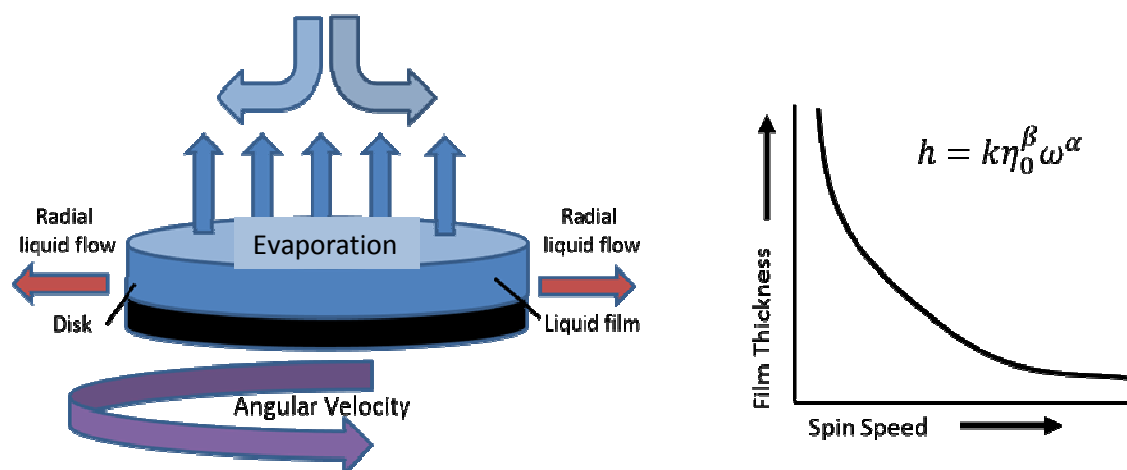 Radial
liquid flow
Evaporation
Radial
liquid flow
Disk
Liquid film
Angular Velocity
Film Thickness
h = kη₀^β ω^α
Spin Speed